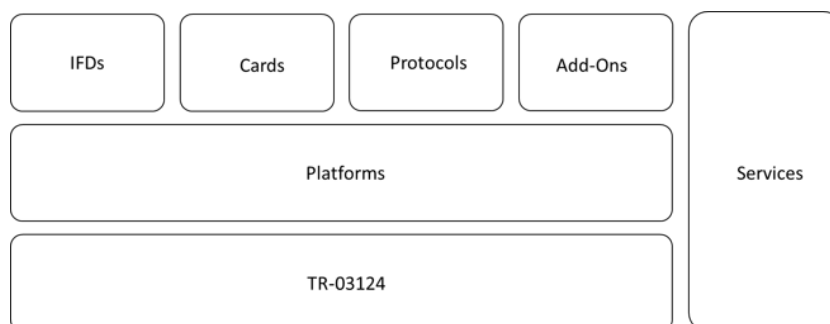 IFDs
Cards
Protocols
Add-Ons
Platforms
Services
TR-03124